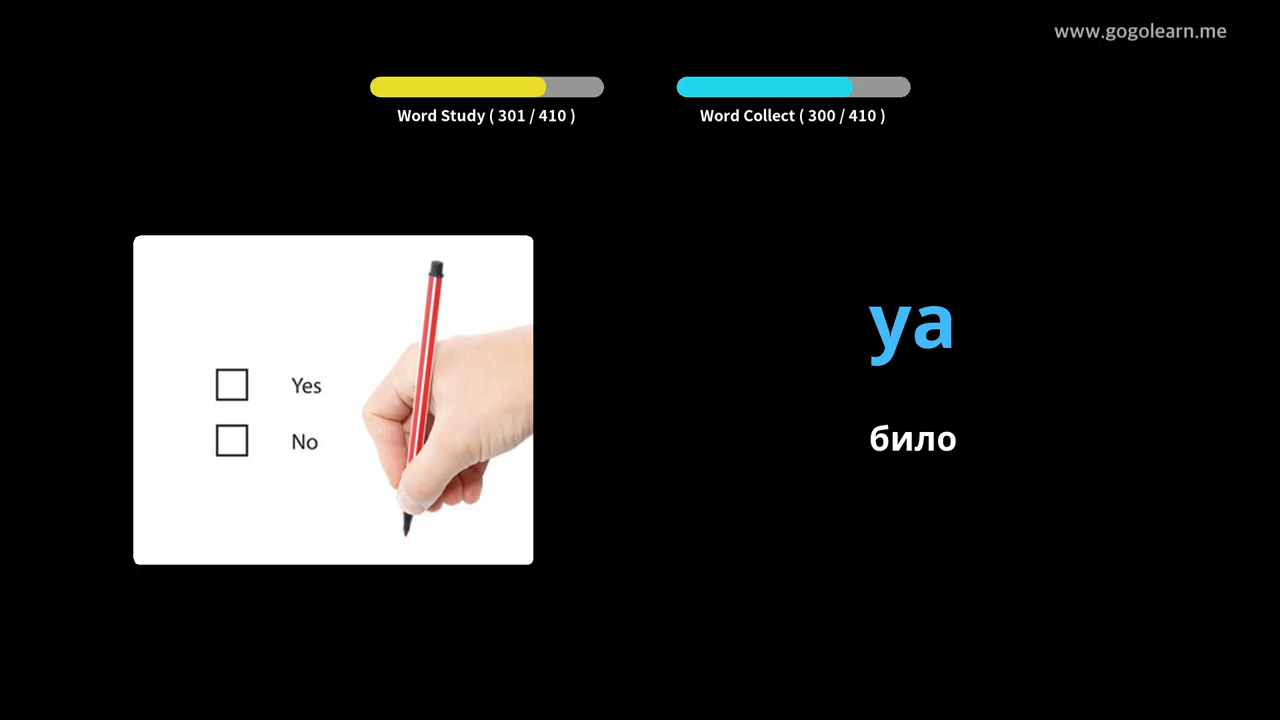 www.gogolearn.me
Word Study ( 301 / 410 )
Word Collect ( 300 / 410 )
Yes
No
ya
било